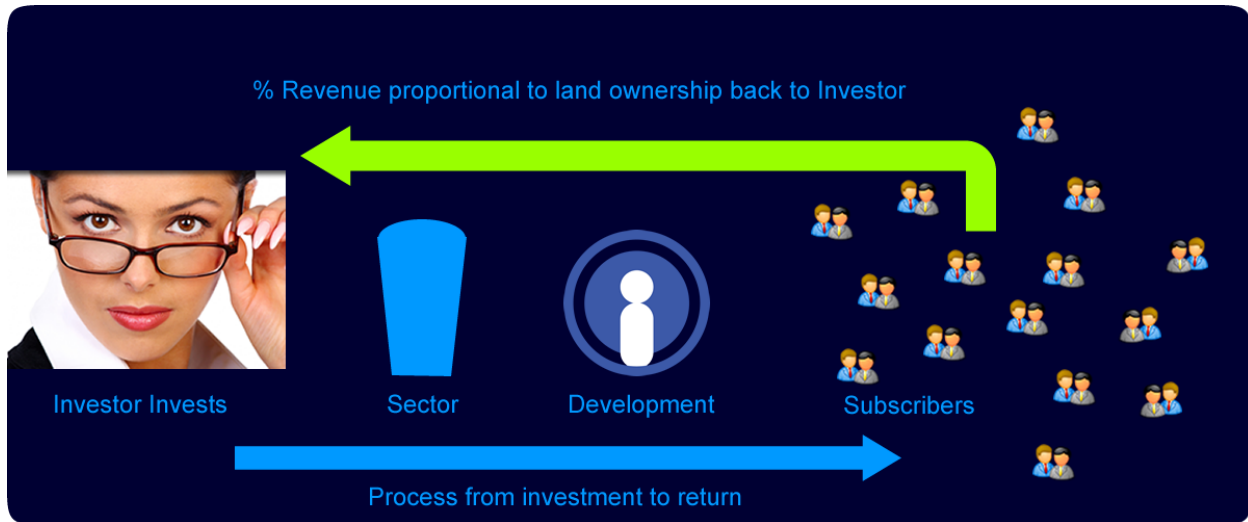 % Revenue proportional to land ownership back to Investor
Investor Invests
Sector
Development
Subscribers
Process from investment to return